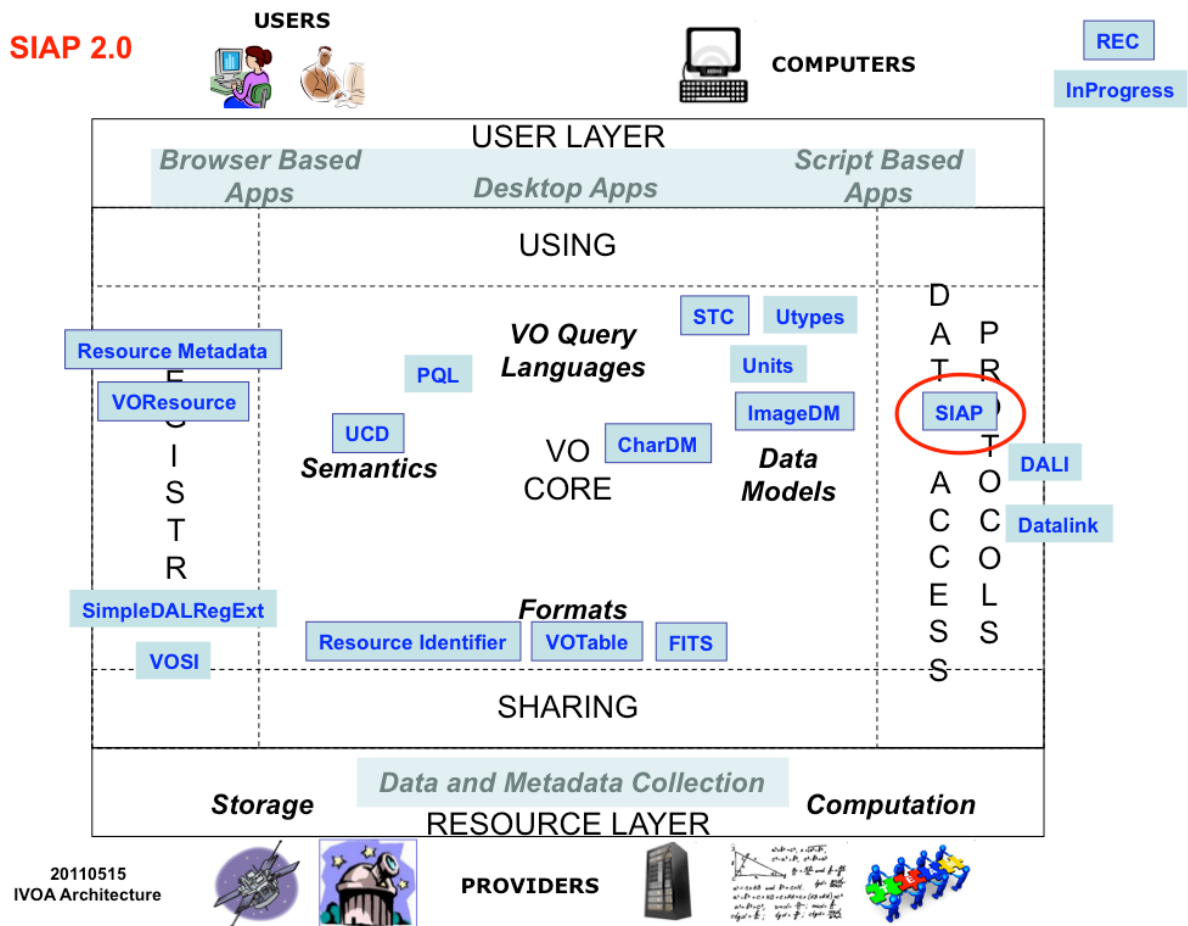 SIAP 2.0
USERS
COMPUTERS
REC
InProgress
USER LAYER
Browser Based
Apps
Desktop Apps
Script Based
Apps
USING
Resource Metadata
VOResource
E
G
I
S
T
R
SimpleDALRegExt
VOSI
VO Query
Languages
PQL
UCD
Semantics
VO
CORE
STC
Utypes
Units
ImageDM
CharDM
Data
Models
Formats
Resource Identifier
VOTable
FITS
D
A
T
A
C
C
E
S
S
P
R
O
T
O
C
O
L
S
SIAP
DALI
Datalink
SHARING
Data and Metadata Collection
Storage
Computation
RESOURCE LAYER
20110515
IVOA Architecture
PROVIDERS